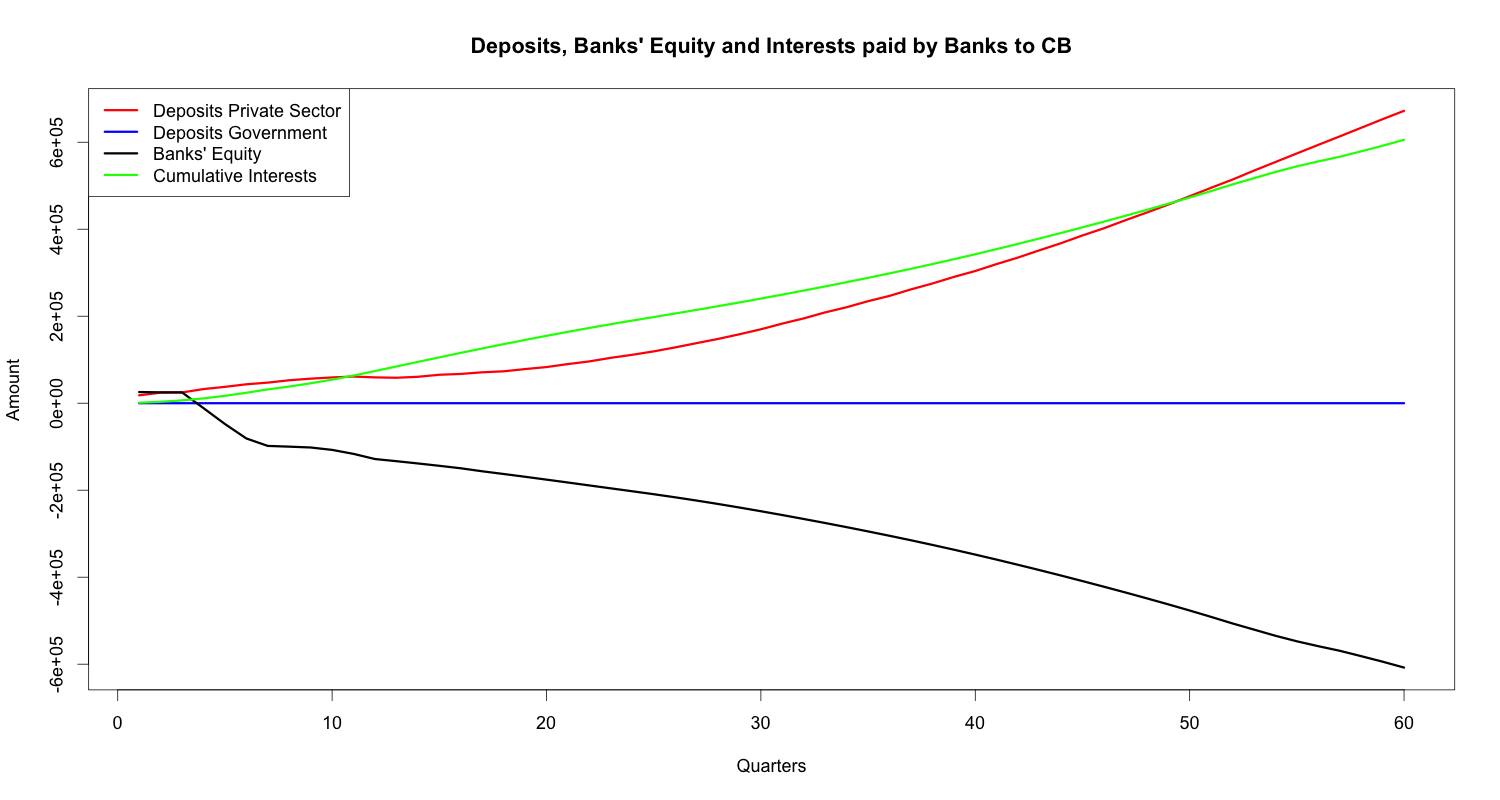 Deposits, Banks' Equity and Interests paid by Banks to CB
Deposits Private Sector
Deposits Government
Banks' Equity
Cumulative Interests
Amount
6e+05
4e+05
2e+05
0e+00
-2e+05
-4e+05
-6e+05
0 10 20 30 40 50 60
Quarters